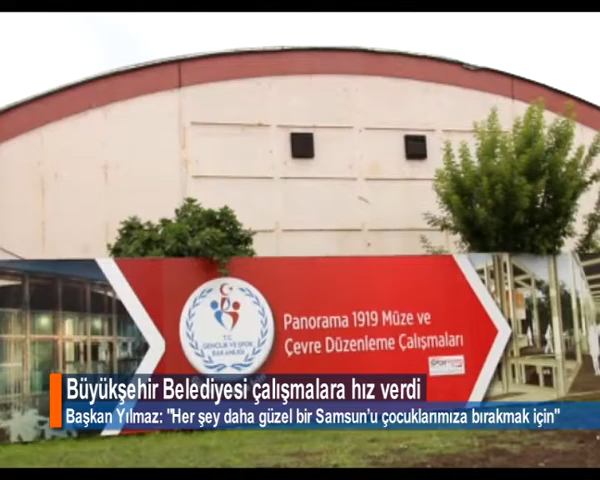 T.C.
GENÇLİK VE SPOR
BAKANLIĞI
Panorama 1919 Müze ve
Çevre Düzenleme Çalışmaları
Büyükşehir Belediyesi çalışmalara hız verdi
Başkan Yılmaz: "Her şey daha güzel bir Samsun'u çocuklarımıza bırakmak için"